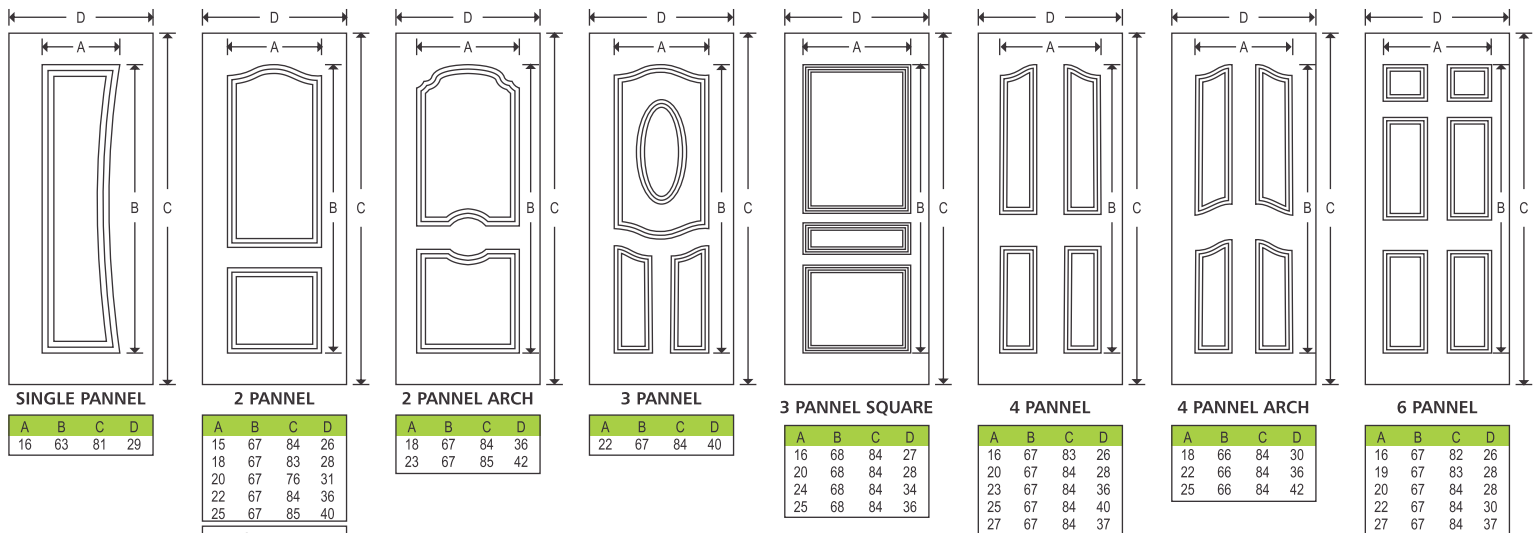 D D D D D D D D
A A A A A A A A
B C B C B C B C B C B C B C B C
SINGLE PANNEL
A B C D
16 63 81 29
2 PANNEL
A B C D
15 67 84 26
18 67 83 28
20 67 76 31
22 67 84 36
25 67 85 40
2 PANNEL ARCH
A B C D
18 67 84 36
23 67 85 42
3 PANNEL
A B C D
22 67 84 40
3 PANNEL SQUARE
A B C D
16 68 84 27
20 68 84 28
24 68 84 34
25 68 84 36
4 PANNEL
A B C D
16 67 83 26
20 67 84 28
23 67 84 36
25 67 84 40
27 67 84 37
4 PANNEL ARCH
A B C D
18 66 84 30
22 66 84 36
25 66 84 42
6 PANNEL
A B C D
16 67 82 26
19 67 83 28
20 67 84 28
22 67 84 30
27 67 84 37